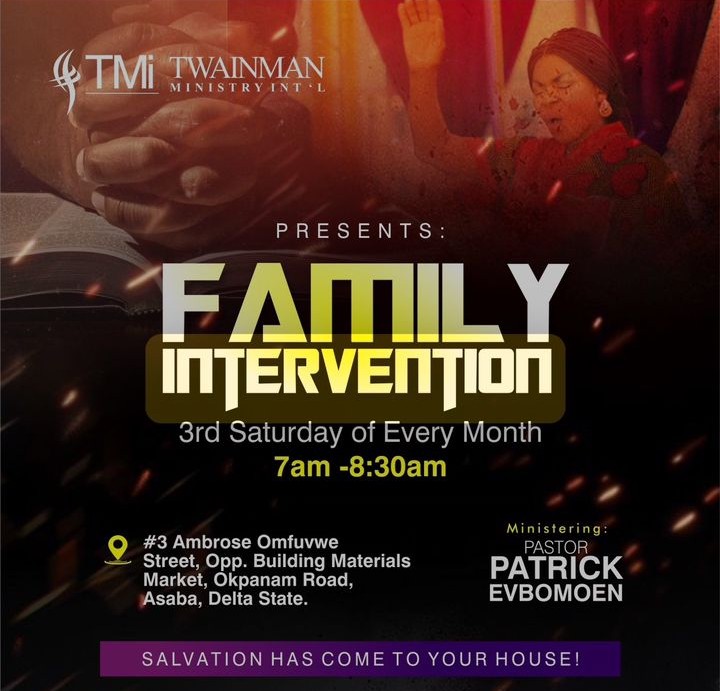 TMi TWAINMAN
MINISTRY INT'L
PRESENTS:
FAMILY
INTERVENTION
3rd Saturday of Every Month
7am -8:30am
#3 Ambrose Omfuvwe
Street, Opp. Building Materials
Market, Okpanam Road,
Asaba, Delta State.
Ministering:
PASTOR
PATRICK
EVBOMOEN
SALVATION HAS COME TO YOUR HOUSE!